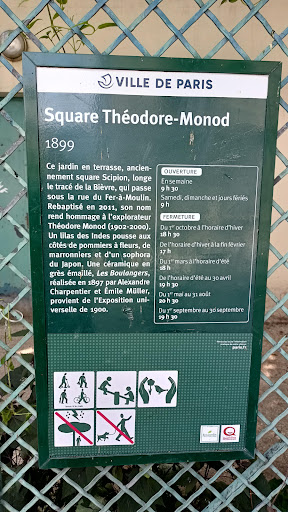 VILLE DE PARIS
Square Théodore-Monod
1899
Ce jardin en terrasse, ancien-
nement square Scipion, longe
le tracé de la Bièvre, qui passe
sous la rue du Fer-à-Moulin.
Rebaptisé en 2011, son nom
rend hommage à l'explorateur
Théodore Monod (1902-2000).
Un lilas des Indes pousse aux
côtés de pommiers à fleurs, de
marronniers et d'un sophora
du Japon. Une céramique en
grès émaillé, Les Boulangers,
réalisée en 1897 par Alexandre
Charpentier et Émile Müller,
provient de l'Exposition uni-
verselle de 1900.
OUVERTURE
En semaine
9 h 30
Samedi, dimanche et jours fériés
9 h
FERMETURE
Du 1er octobre à l'horaire d'hiver
18 h 30
De l'horaire d'hiver à fin février
17 h
Du 1er mars à l'horaire d'été
18 h
De l'horaire d'été au 30 avril
19 h 30
Du 1er mai au 31 août
20 h 30
Du 1er septembre au 30 septembre
19 h 30
paris.fr